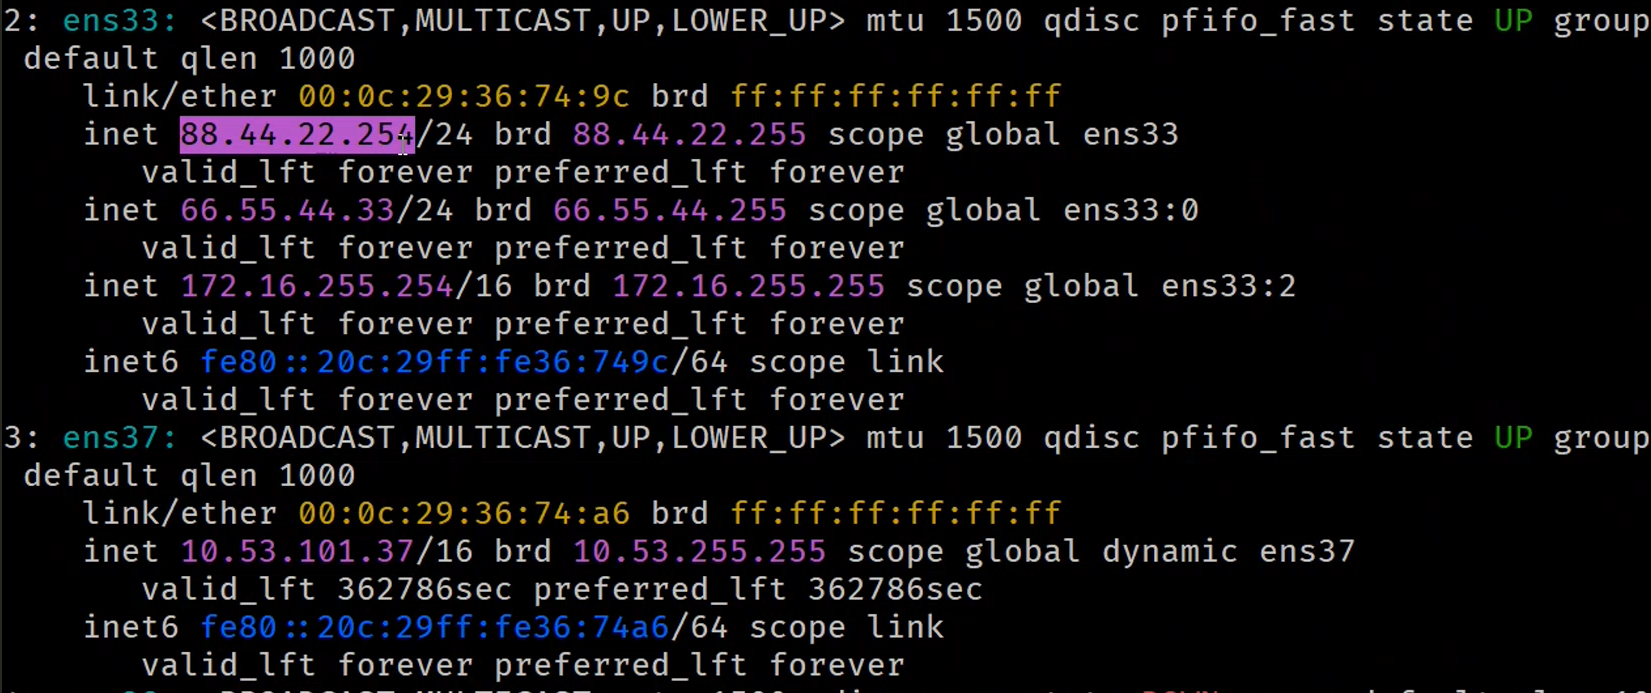 2: ens33: <BROADCAST,MULTICAST,UP,LOWER_UP> mtu 1500 qdisc pfifo_fast state UP group
default qlen 1000
link/ether 00:0c:29:36:74:9c brd ff:ff:ff:ff:ff:ff
inet 88.44.22.254/24 brd 88.44.22.255 scope global ens33
valid_lft forever preferred_lft forever
inet 66.55.44.33/24 brd 66.55.44.255 scope global ens33:0
valid_lft forever preferred_lft forever
inet 172.16.255.254/16 brd 172.16.255.255 scope global ens33:2
valid_lft forever preferred_lft forever
inet6 fe80::20c:29ff:fe36:749c/64 scope link
valid_lft forever preferred_lft forever
3: ens37: <BROADCAST,MULTICAST,UP,LOWER_UP> mtu 1500 qdisc pfifo_fast state UP group
default qlen 1000
link/ether 00:0c:29:36:74:a6 brd ff:ff:ff:ff:ff:ff
inet 10.53.101.37/16 brd 10.53.255.255 scope global dynamic ens37
valid_lft 362786sec preferred_lft 362786sec
inet6 fe80::20c:29ff:fe36:74a6/64 scope link
valid_lft forever preferred_lft forever